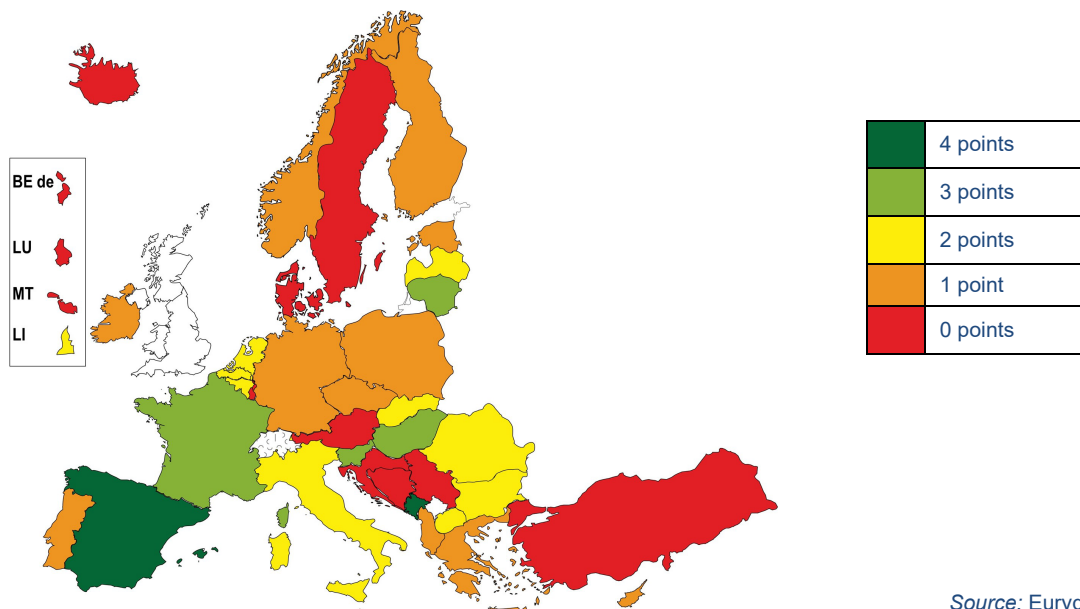 BE de
LU
MT
LI
4 points
3 points
2 points
1 point
0 points
Source: